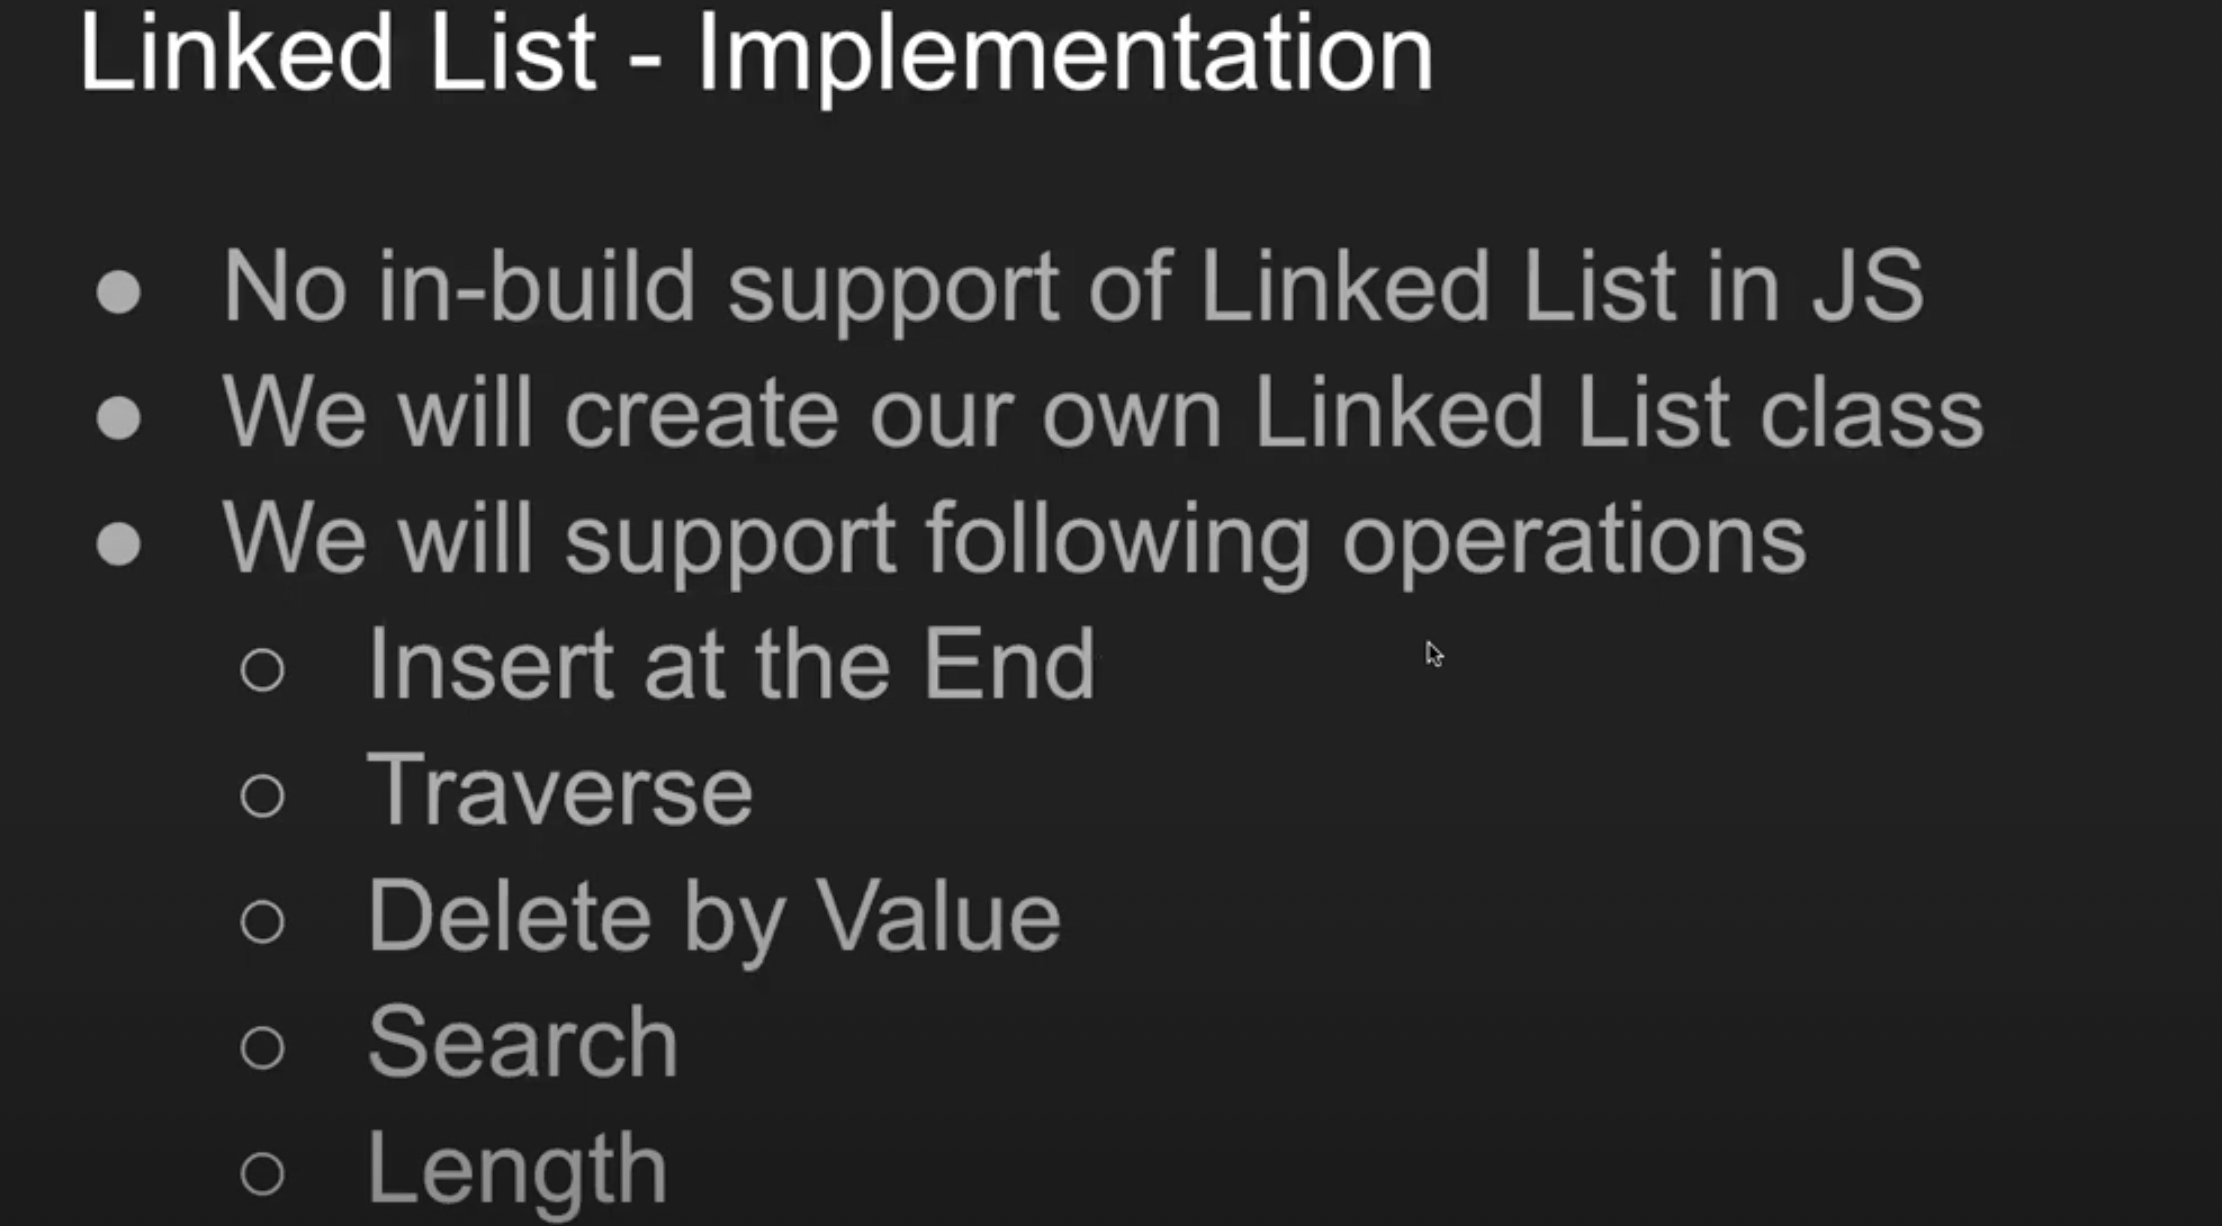 Linked List - Implementation
● No in-build support of Linked List in JS
● We will create our own Linked List class
● We will support following operations
○ Insert at the End
○ Traverse
○ Delete by Value
○ Search
○ Length